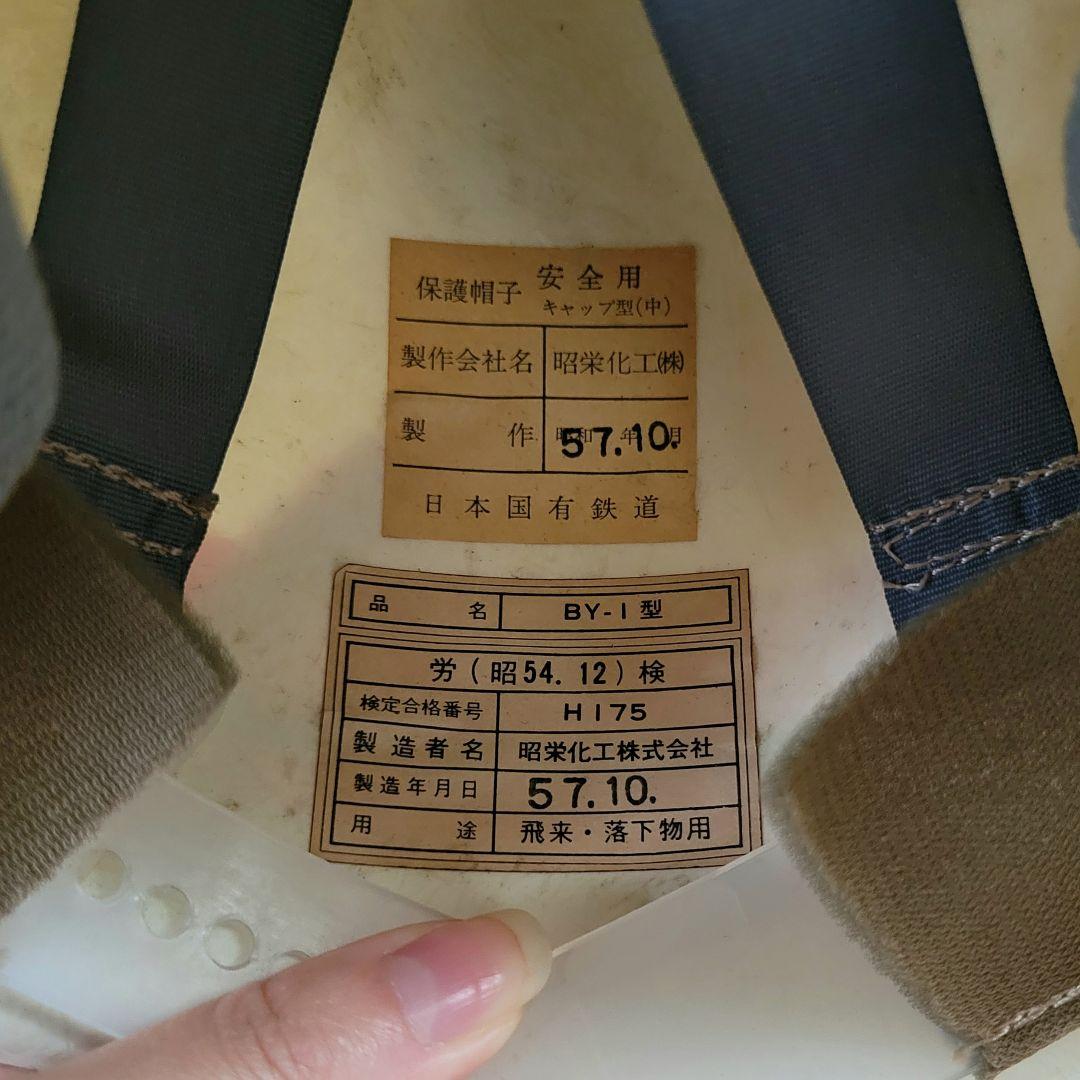 保護帽子 安全用
キャップ型(中)
製作会社名 昭栄化工(株)
製作 昭和 年 月
57.10.
日本国有鉄道
品名 BY-1型
労(昭54.12)検
検定合格番号 H175
製造者名 昭栄化工株式会社
製造年月日 57.10.
用途 飛来・落下物用